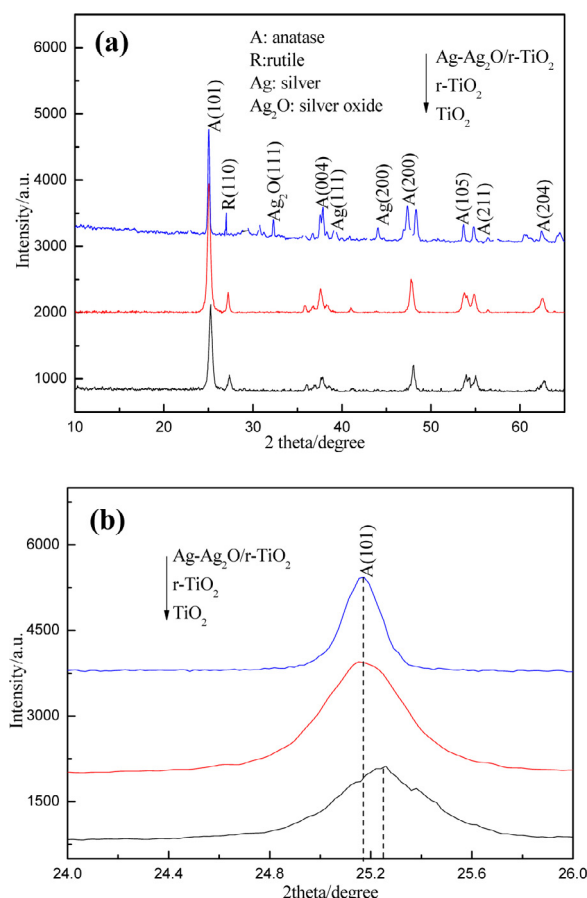 (a)
A: anatase
R:rutile
Ag: silver
Ag₂O: silver oxide
Ag-Ag₂O/r-TiO₂
r-TiO₂
TiO₂
A(101)
R(110)
Ag₂O(111)
A(004)
Ag(111)
Ag(200)
A(200)
A(105)
A(211)
A(204)
Intensity/a.u.
6000
5000
4000
3000
2000
1000
10 20 30 40 50 60
2 theta/degree
(b)
Ag-Ag₂O/r-TiO₂
r-TiO₂
TiO₂
A(101)
Intensity/a.u.
6000
4500
3000
1500
24.0 24.4 24.8 25.2 25.6 26.0
2theta/degree